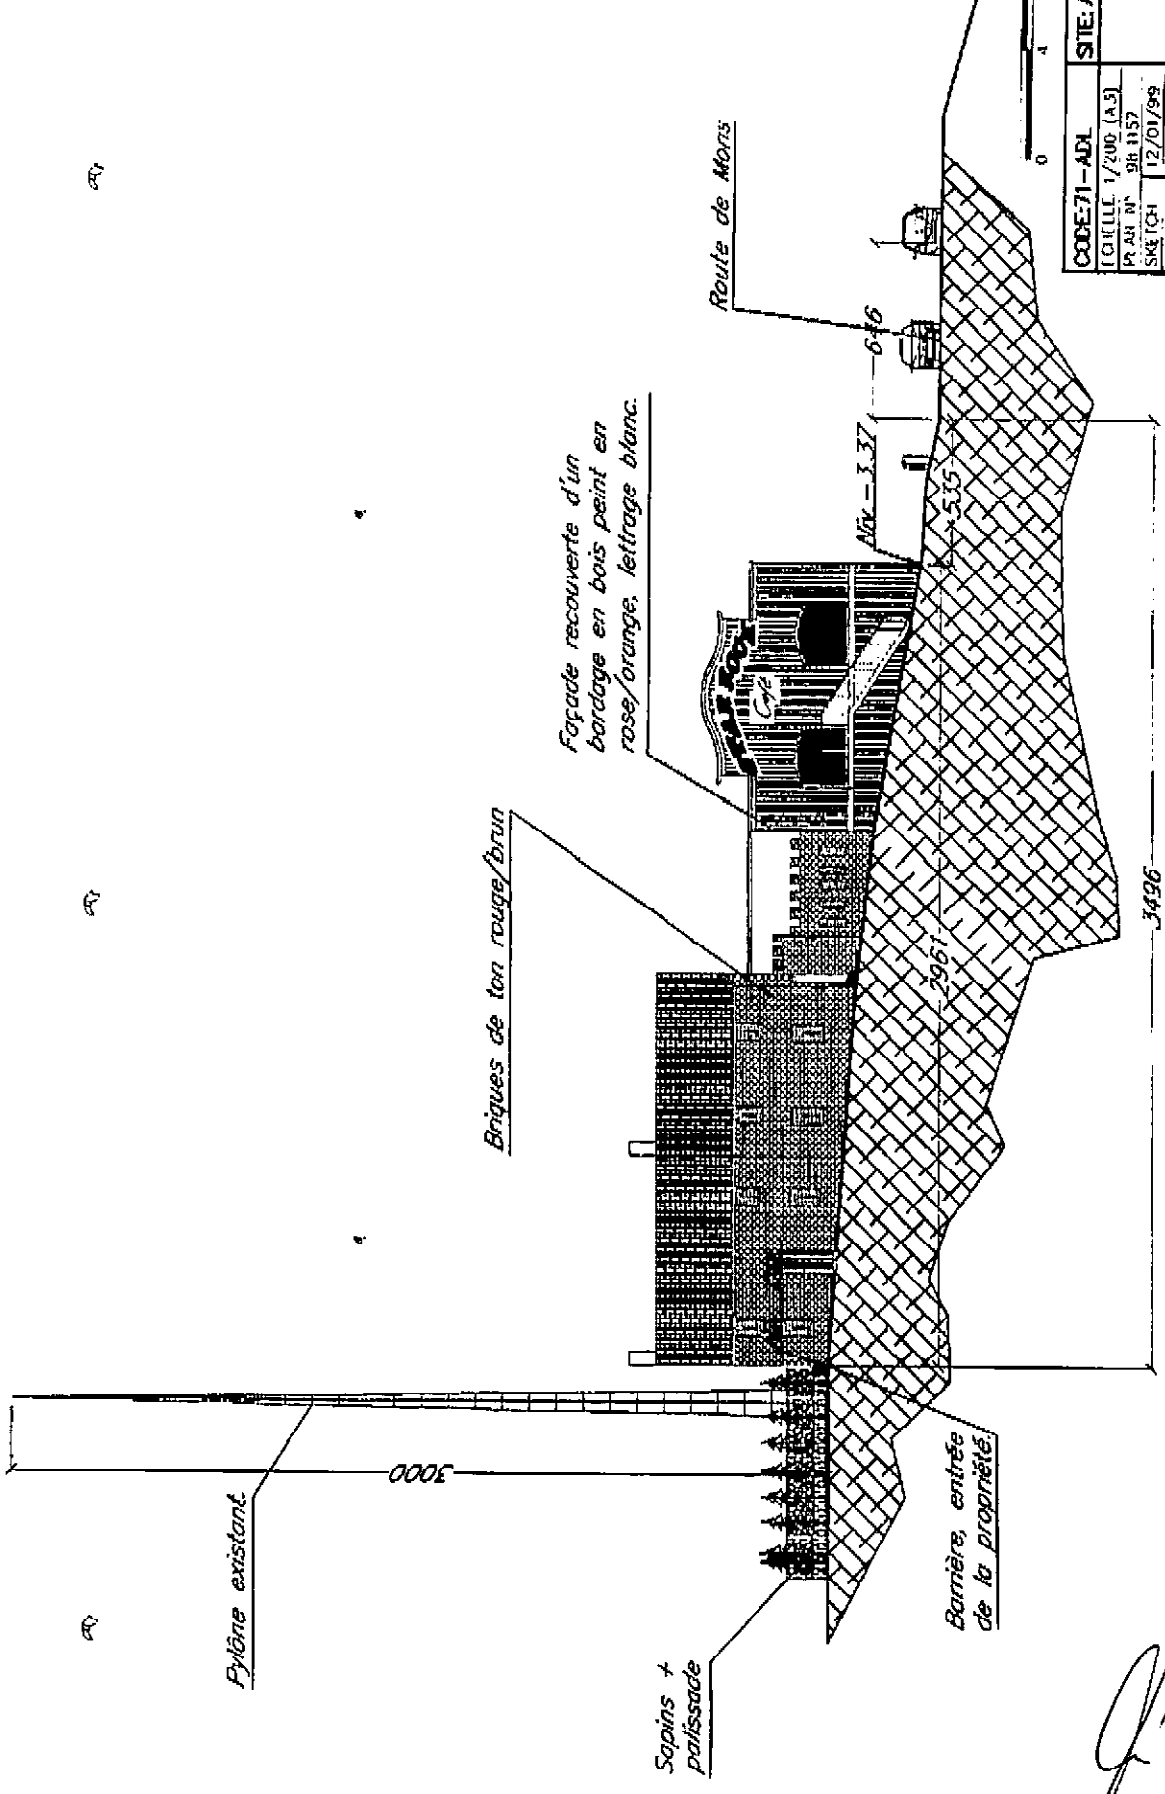 Pylône existant
3000
Sapins +
palissade
Barrière, entrée
de la propriété.
Briques de ton rouge/brun
Façade recouverte d'un
bardage en bois peint en
rose/orange, lettrage blanc.
Café
Route de Mons
Niv - 3.37
646
535
2961
3496
0
4
CODE:71-ADL
SITE:
ECHELLE 1/200 (A3)
PLAN N° 98 1157
SKETCH 12/01/99